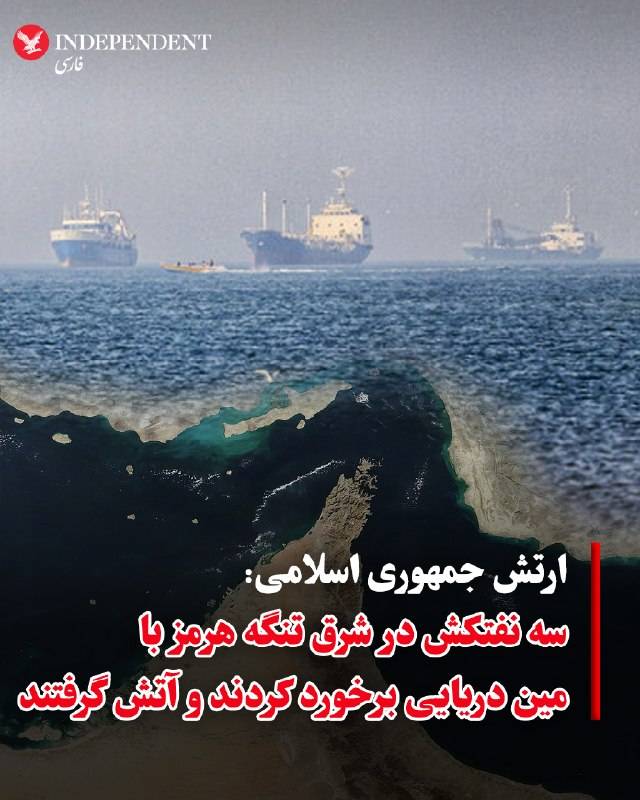 INDEPENDENT
فارسی
ارتش جمهوری اسلامی:
سه نفتکش در شرق تنگه هرمز با
مین دریایی برخورد کردند و آتش گرفتند